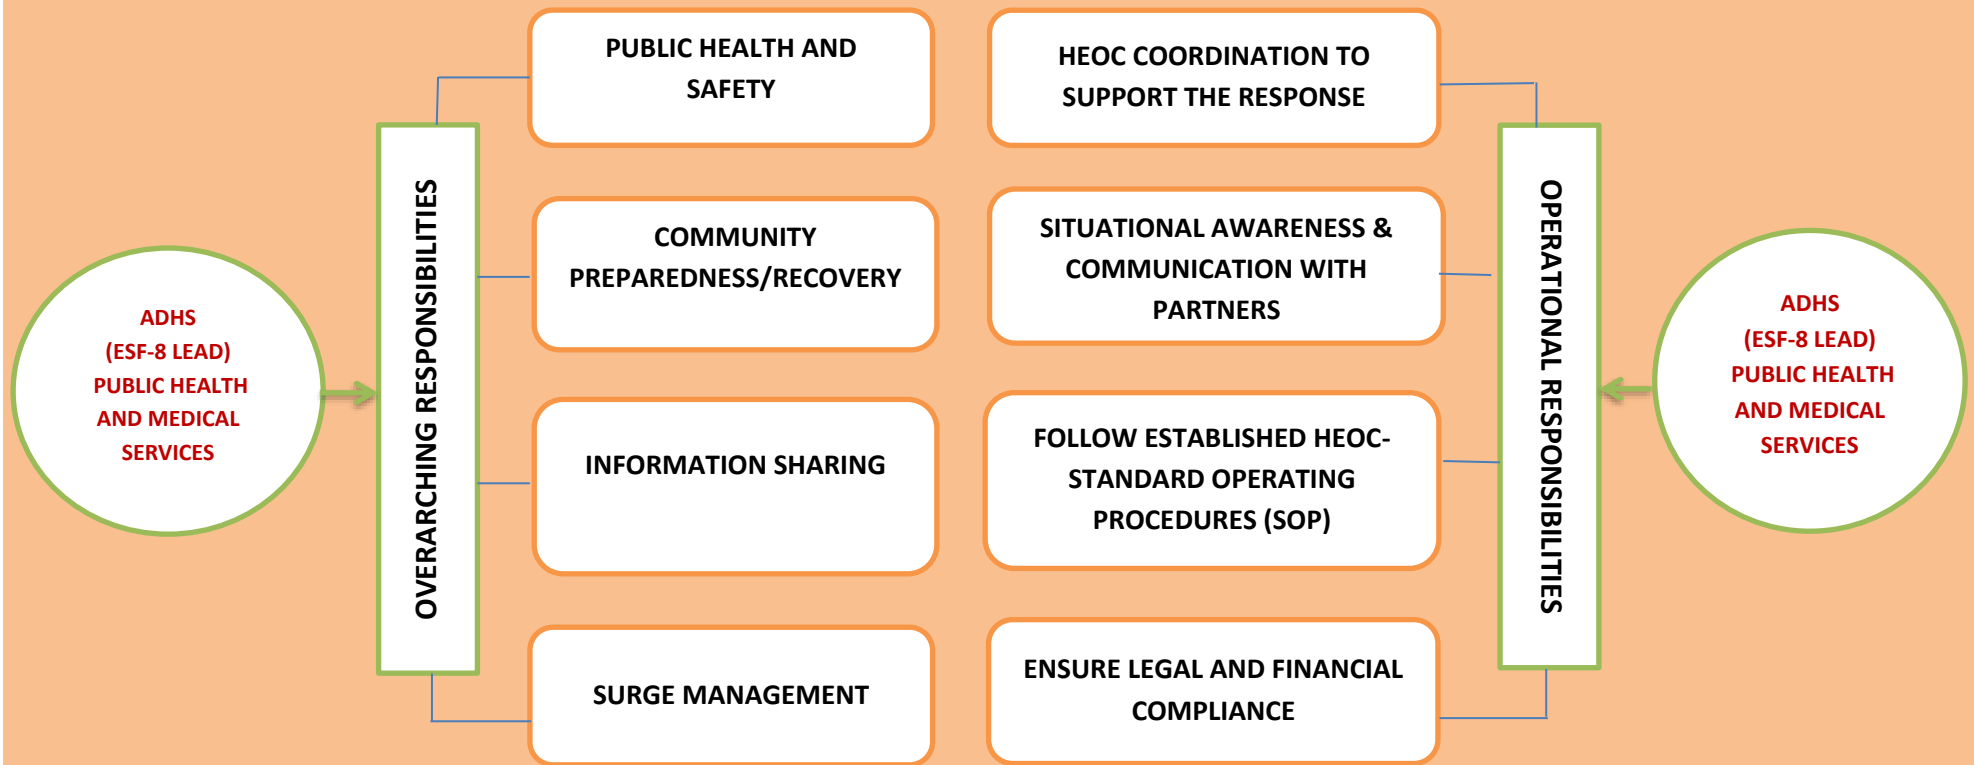 ADHS
(ESF-8 LEAD)
PUBLIC HEALTH
AND MEDICAL
SERVICES
OVERARCHING RESPONSIBILITIES
PUBLIC HEALTH AND
SAFETY
COMMUNITY
PREPAREDNESS/RECOVERY
INFORMATION SHARING
SURGE MANAGEMENT
HEOC COORDINATION TO
SUPPORT THE RESPONSE
SITUATIONAL AWARENESS &
COMMUNICATION WITH
PARTNERS
FOLLOW ESTABLISHED HEOC-
STANDARD OPERATING
PROCEDURES (SOP)
ENSURE LEGAL AND FINANCIAL
COMPLIANCE
OPERATIONAL RESPONSIBILITIES
ADHS
(ESF-8 LEAD)
PUBLIC HEALTH
AND MEDICAL
SERVICES